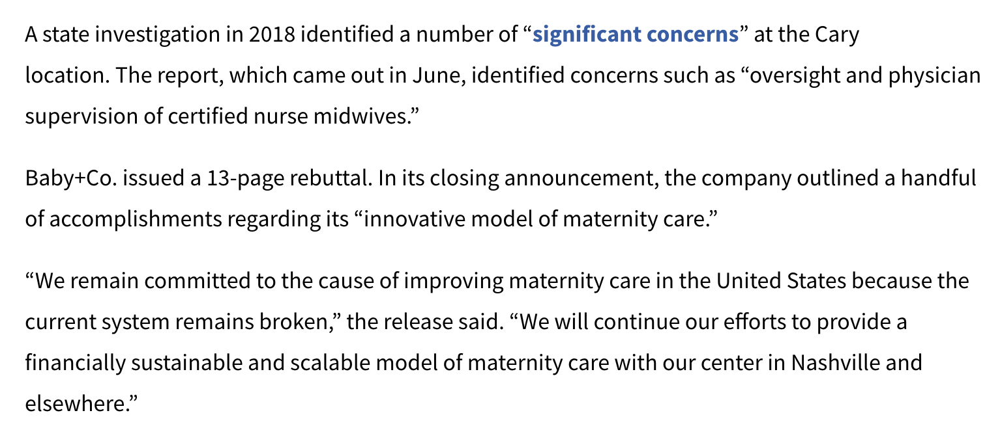 A state investigation in 2018 identified a number of “significant concerns” at the Cary
location. The report, which came out in June, identified concerns such as “oversight and physician
supervision of certified nurse midwives.”
Baby+Co. issued a 13-page rebuttal. In its closing announcement, the company outlined a handful
of accomplishments regarding its “innovative model of maternity care.”
“We remain committed to the cause of improving maternity care in the United States because the
current system remains broken,” the release said. “We will continue our efforts to provide a
financially sustainable and scalable model of maternity care with our center in Nashville and
elsewhere.”